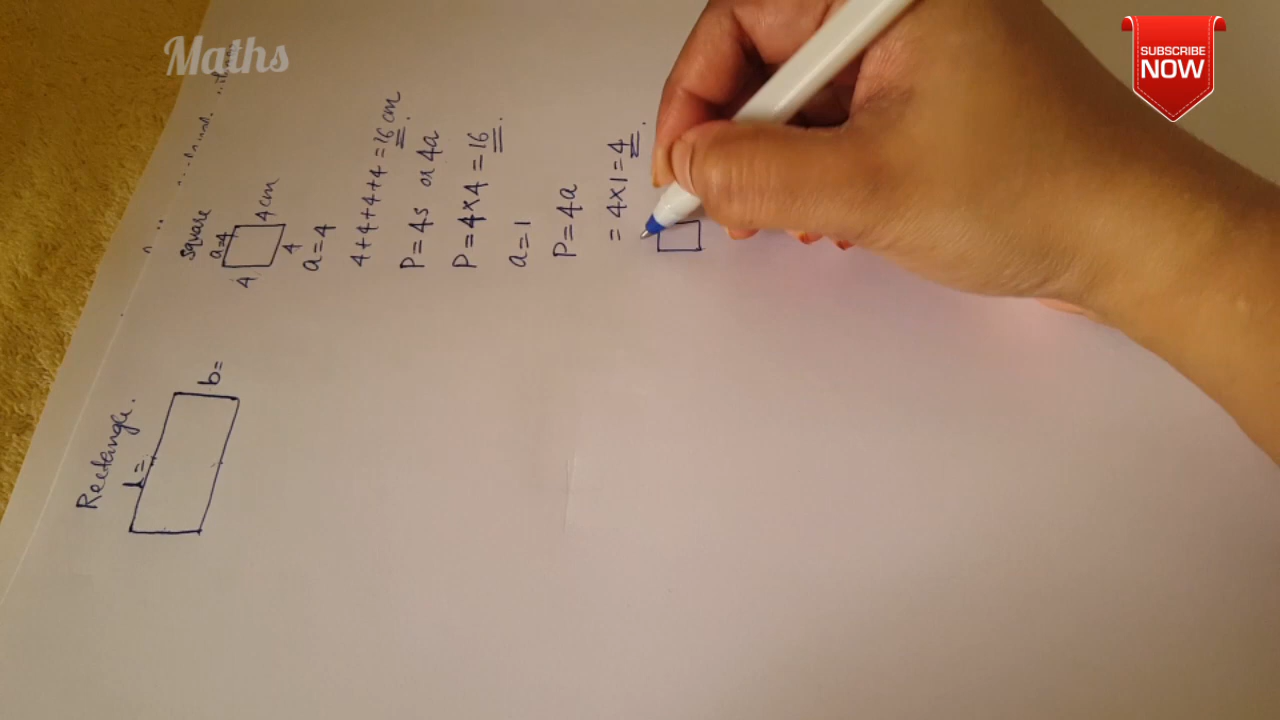 Maths
SUBSCRIBE
NOW
Square
a=4
4cm
4
4
a=4
4+4+4+4=16 cm.
P=4s or 4a
P=4×4=16.
a=1
P=4a
=4×1=4.
Rectangle.
l=
b=